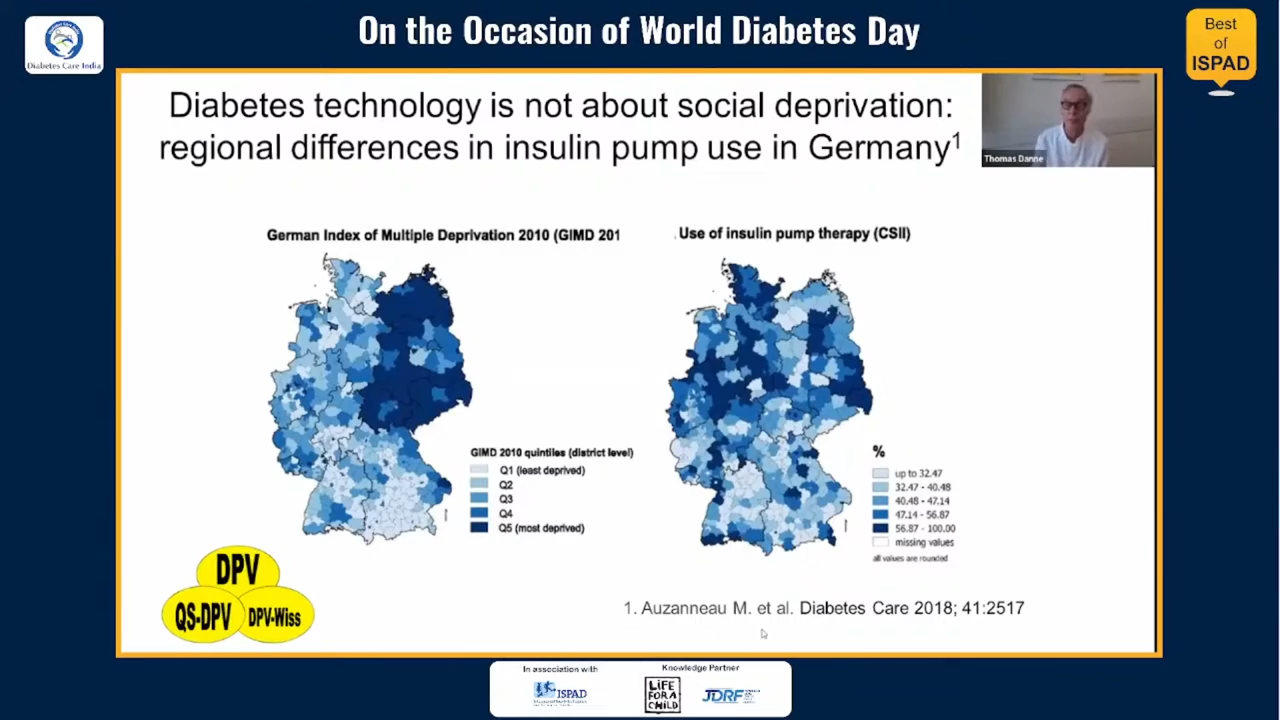 On the Occasion of World Diabetes Day
Diabetes Care India
Best
of
ISPAD
Diabetes technology is not about social deprivation:
regional differences in insulin pump use in Germany1
Thomas Danne
German Index of Multiple Deprivation 2010 (GIMD 201
Use of insulin pump therapy (CSII)
GIMD 2010 quintiles (district level)
Q1 (least deprived)
Q2
Q3
Q4
Q5 (most deprived)
%
up to 32.47
32.47 - 40.48
40.48 - 47.14
47.14 - 56.87
56.87 - 100.00
missing values
all values are rounded
DPV
QS-DPV
DPV-Wiss
1. Auzanneau M. et al. Diabetes Care 2018; 41:2517
In association with
ISPAD
Knowledge Partner
LiFE
FOR A
CHiLD
JDRF